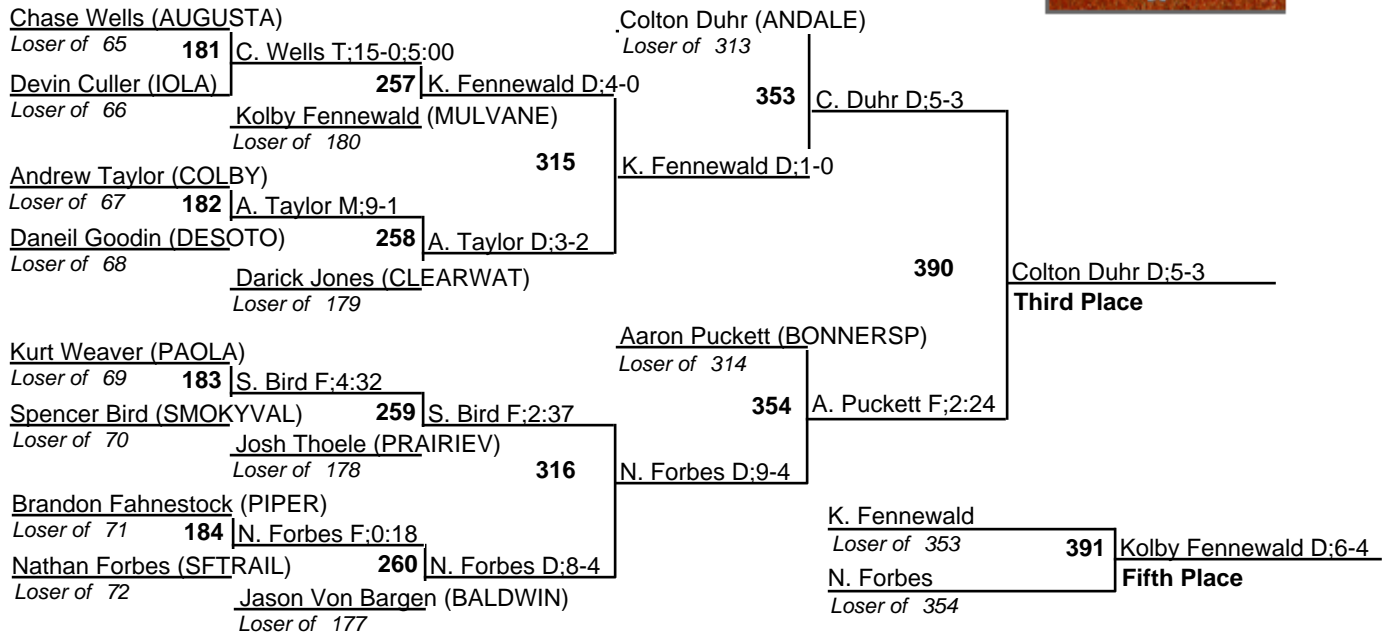 Chase Wells (AUGUSTA)
Loser of 65
181
C. Wells T;15-0;5:00
Devin Culler (IOLA)
Loser of 66
257
K. Fennewald D;4-0
Kolby Fennewald (MULVANE)
Loser of 180
315
K. Fennewald D;1-0
Andrew Taylor (COLBY)
Loser of 67
182
A. Taylor M;9-1
Daneil Goodin (DESOTO)
Loser of 68
258
A. Taylor D;3-2
Darick Jones (CLEARWAT)
Loser of 179
Colton Duhr (ANDALE)
Loser of 313
353
C. Duhr D;5-3
390
Colton Duhr D;5-3
Third Place
Kurt Weaver (PAOLA)
Loser of 69
183
S. Bird F;4:32
Spencer Bird (SMOKYVAL)
Loser of 70
259
S. Bird F;2:37
Josh Thoele (PRAIRIEV)
Loser of 178
316
N. Forbes D;9-4
Brandon Fahnestock (PIPER)
Loser of 71
184
N. Forbes F;0:18
Nathan Forbes (SFTRAIL)
Loser of 72
260
N. Forbes D;8-4
Jason Von Bargen (BALDWIN)
Loser of 177
Aaron Puckett (BONNERSP)
Loser of 314
354
A. Puckett F;2:24
K. Fennewald
Loser of 353
391
Kolby Fennewald D;6-4
Fifth Place
N. Forbes
Loser of 354